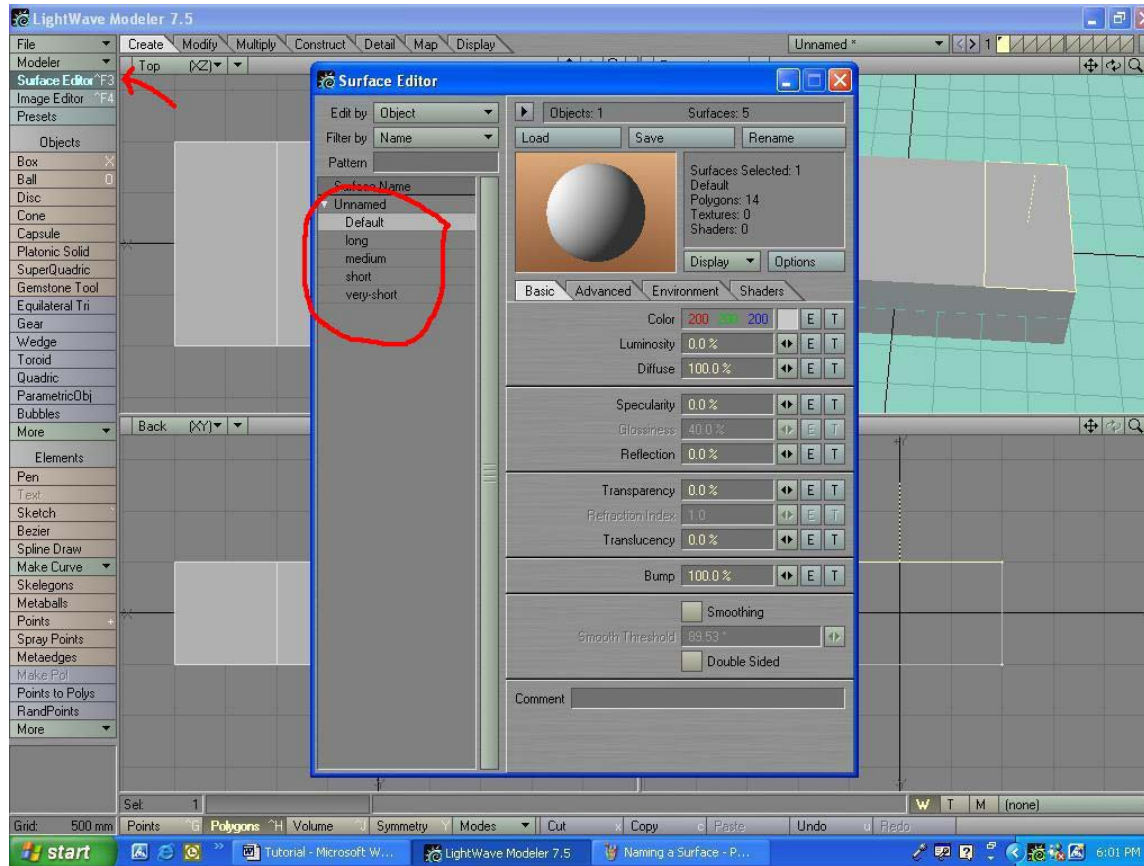 LightWave Modeler 7.5
File Create Modify Multiply Construct Detail Map Display Unnamed * 1
Modeler Top (XZ)
Surface Editor ^F3
Image Editor ^F4
Presets
Objects
Box X
Ball O
Disc
Cone
Capsule
Platonic Solid
SuperQuadric
Gemstone Tool
Equilateral Tri
Gear
Wedge
Toroid
Quadric
ParametricObj
Bubbles
More
Back (XY)
Elements
Pen
Text
Sketch
Bezier
Spline Draw
Make Curve
Skelegons
Metaballs
Points +
Spray Points
Metaedges
Make Pol
Points to Polys
RandPoints
More
Surface Editor
Edit by Object
Filter by Name
Pattern
Surface Name
Unnamed
Default
long
medium
short
very-short
Objects: 1 Surfaces: 5
Load Save Rename
Surfaces Selected: 1
Default
Polygons: 14
Textures: 0
Shaders: 0
Display Options
Basic Advanced Environment Shaders
Color 200 200 200 E T
Luminosity 0.0 % E T
Diffuse 100.0 % E T
Specularity 0.0 % E T
Glossiness 40.0 % E T
Reflection 0.0 % E T
Transparency 0.0 % E T
Refraction Index 1.0 E T
Translucency 0.0 % E T
Bump 100.0 % E T
Smoothing
Smooth Threshold 89.53 °
Double Sided
Comment
Sel: 1 W T M (none)
Grid: 500 mm Points ^G Polygons ^H Volume ^J Symmetry Y Modes Cut x Copy c Paste Undo u Redo
start Tutorial - Microsoft W... LightWave Modeler 7.5 Naming a Surface - P... 6:01 PM